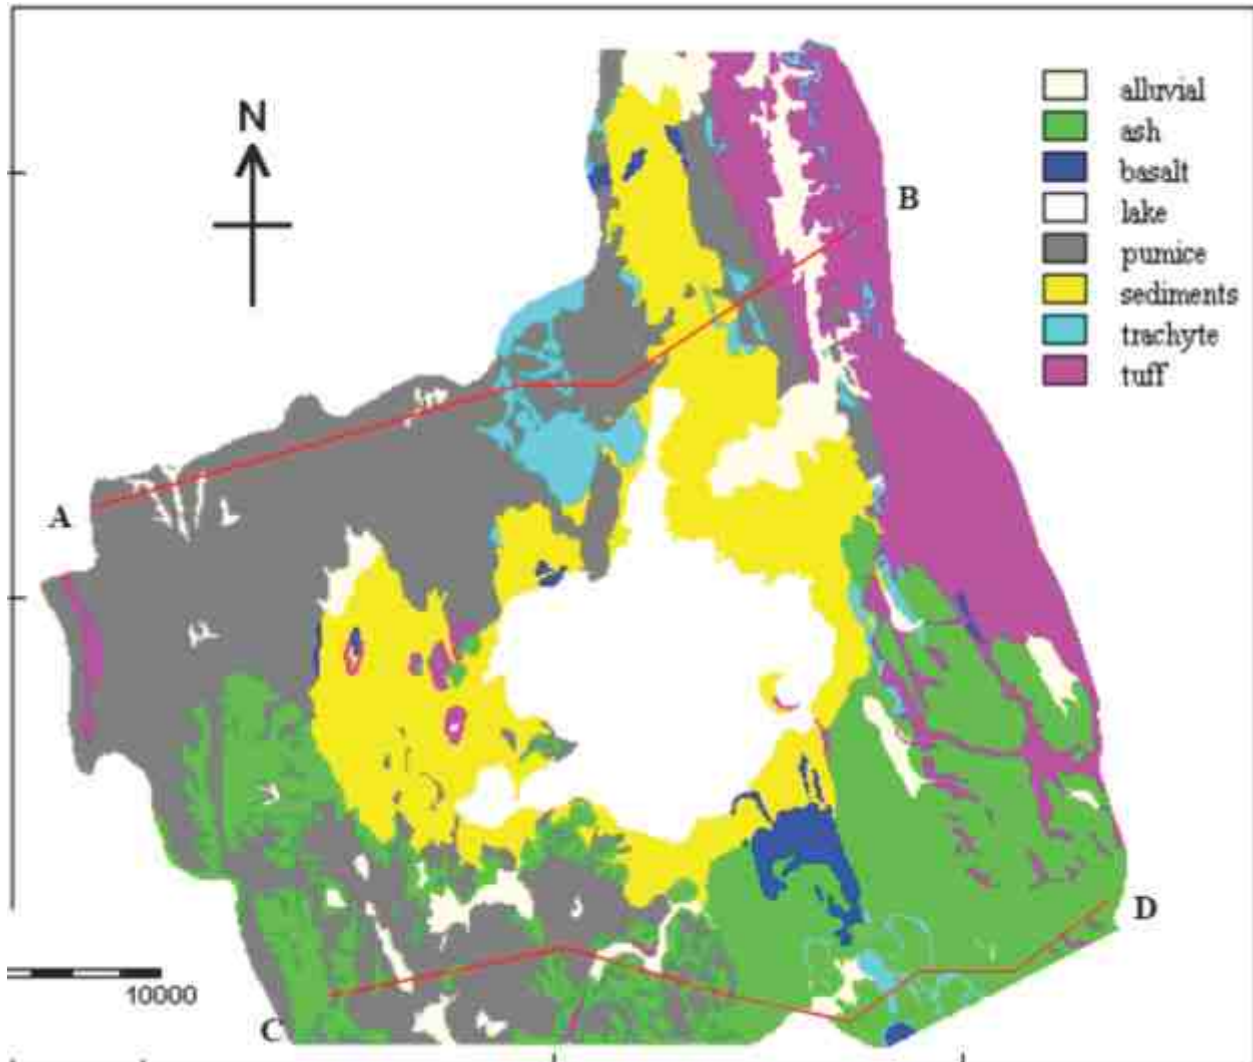 N
alluvial
ash
basalt
lake
pumice
sediments
trachyte
tuff
B
A
D
10000
C